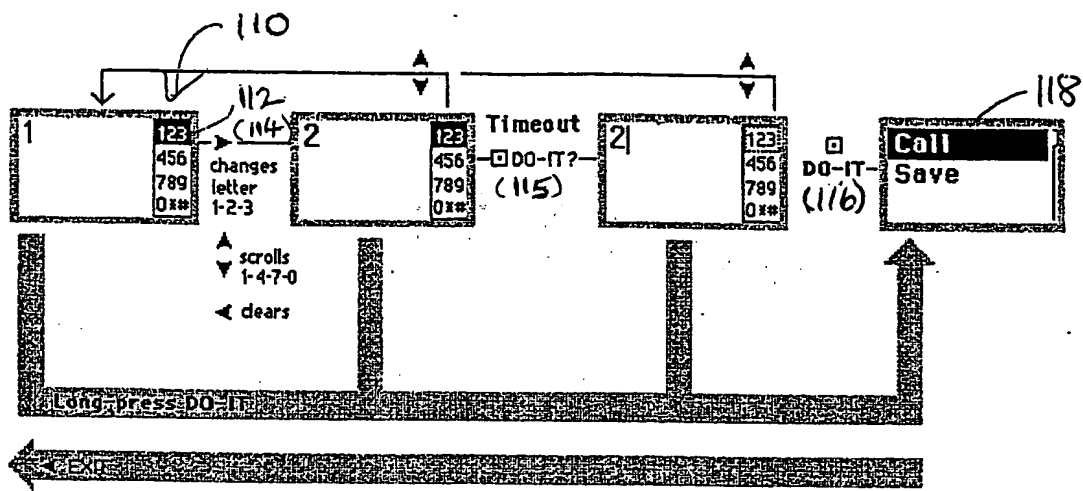 110
112
(114)
118
1
123
456
789
0*#
changes
letter
1-2-3
scrolls
1-4-7-0
clears
2
123
456
789
0*#
Timeout
DO-IT?
(115)
2
123
456
789
0*#
DO-IT
(116)
Call
Save
Long-press DO-IT
EXIT